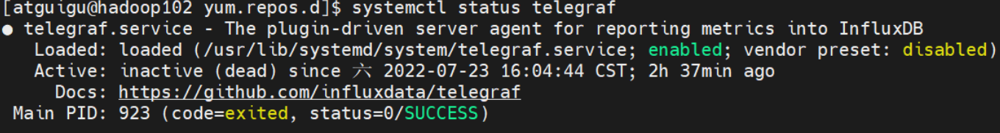 [atguigu@hadoop102 yum.repos.d]$ systemctl status telegraf
● telegraf.service - The plugin-driven server agent for reporting metrics into InfluxDB
Loaded: loaded (/usr/lib/systemd/system/telegraf.service; enabled; vendor preset: disabled)
Active: inactive (dead) since 六 2022-07-23 16:04:44 CST; 2h 37min ago
Docs: https://github.com/influxdata/telegraf
Main PID: 923 (code=exited, status=0/SUCCESS)